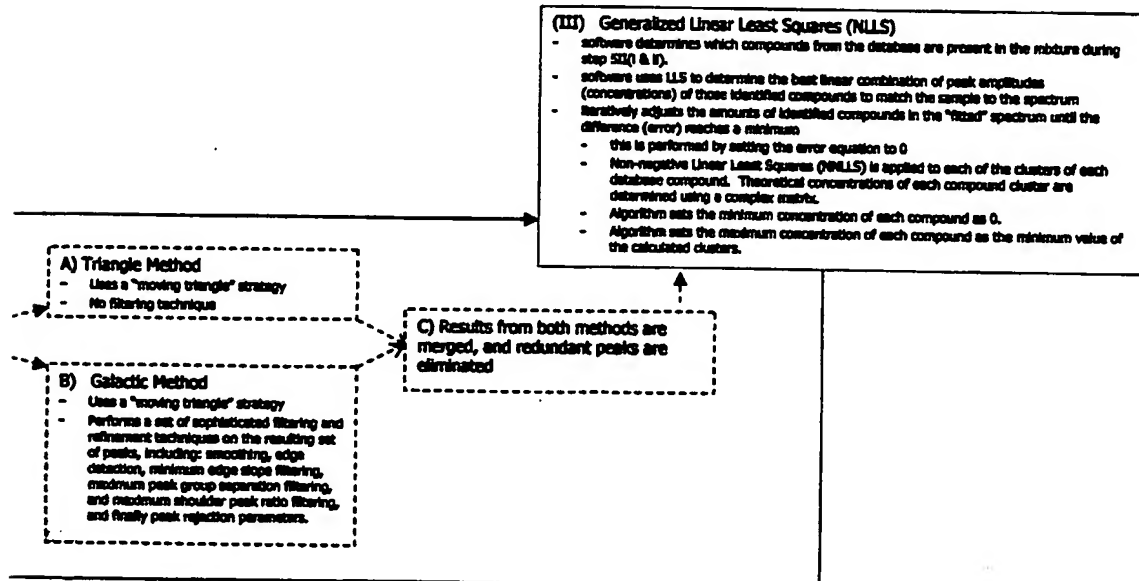 (III) Generalized Linear Least Squares (NLLS)
- software determines which compounds from the database are present in the mixture during
step SII(i & ii).
- software uses LLS to determine the best linear combination of peak amplitudes
(concentrations) of those identified compounds to match the sample to the spectrum
- iteratively adjusts the amounts of identified compounds in the "fitted" spectrum until the
difference (error) reaches a minimum
- this is performed by setting the error equation to 0
- Non-negative Linear Least Squares (NNLLS) is applied to each of the clusters of each
database compound. Theoretical concentrations of each compound cluster are
determined using a complex matrix.
- Algorithm sets the minimum concentration of each compound as 0.
- Algorithm sets the maximum concentration of each compound as the minimum value of
the calculated clusters.
A) Triangle Method
- Uses a "moving triangle" strategy
- No filtering technique
C) Results from both methods are
merged, and redundant peaks are
eliminated
B) Galactic Method
- Uses a "moving triangle" strategy
- Performs a set of sophisticated filtering and
refinement techniques on the resulting set
of peaks, including: smoothing, edge
detection, minimum edge slope filtering,
maximum peak group separation filtering,
and maximum shoulder peak ratio filtering,
and finally peak rejection parameters.